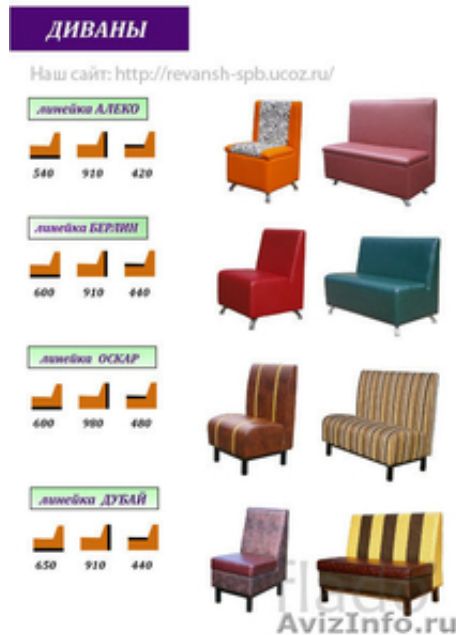 ДИВАНЫ
Наш сайт: http://revansh-spb.ucoz.ru/
линейка АЛЕКО
540 910 420
линейка БЕРЛИН
600 910 440
линейка ОСКАР
600 980 480
линейка ДУБАЙ
650 910 440
AvizInfo.ru